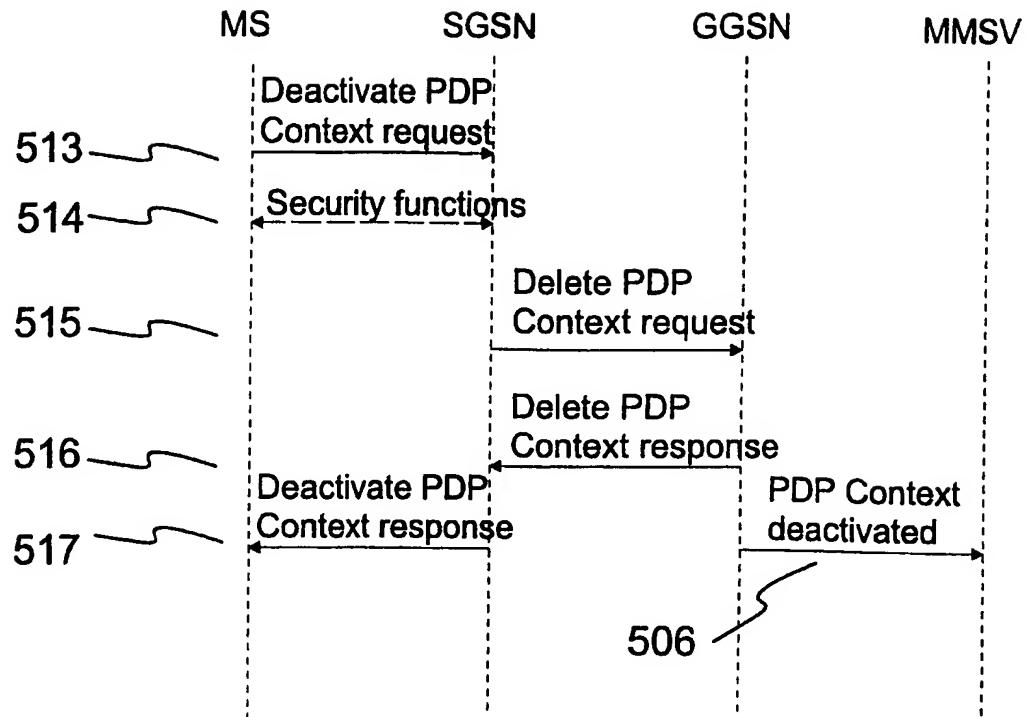 MS SGSN GGSN MMSV
Deactivate PDP
Context request
513
Security functions
514
Delete PDP
Context request
515
Delete PDP
Context response
516
Deactivate PDP
Context response
517
PDP Context
deactivated
506